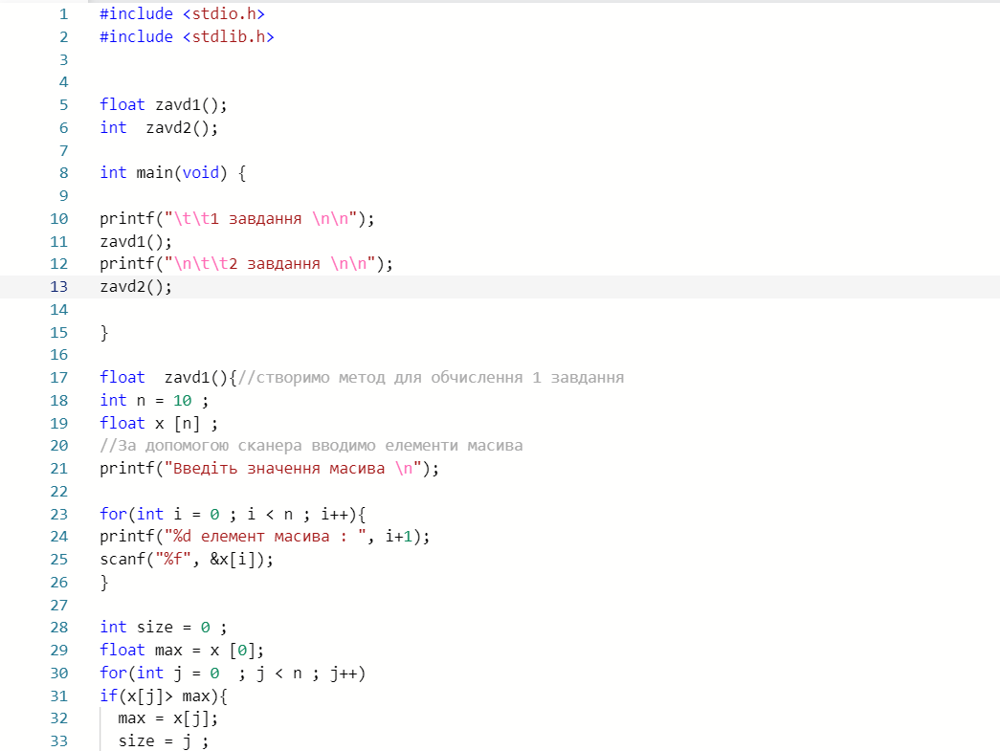 1 #include <stdio.h>
2 #include <stdlib.h>
3
4
5 float zavd1();
6 int  zavd2();
7
8 int main(void) {
9
10 printf("\t\t1 завдання \n\n");
11 zavd1();
12 printf("\n\t\t2 завдання \n\n");
13 zavd2();
14
15 }
16
17 float  zavd1(){//створимо метод для обчислення 1 завдання
18 int n = 10 ;
19 float x [n] ;
20 //За допомогою сканера вводимо елементи масива
21 printf("Введіть значення масива \n");
22
23 for(int i = 0 ; i < n ; i++){
24 printf("%d елемент масива : ", i+1);
25 scanf("%f", &x[i]);
26 }
27
28 int size = 0 ;
29 float max = x [0];
30 for(int j = 0  ; j < n ; j++)
31 if(x[j]> max){
32   max = x[j];
33   size = j ;